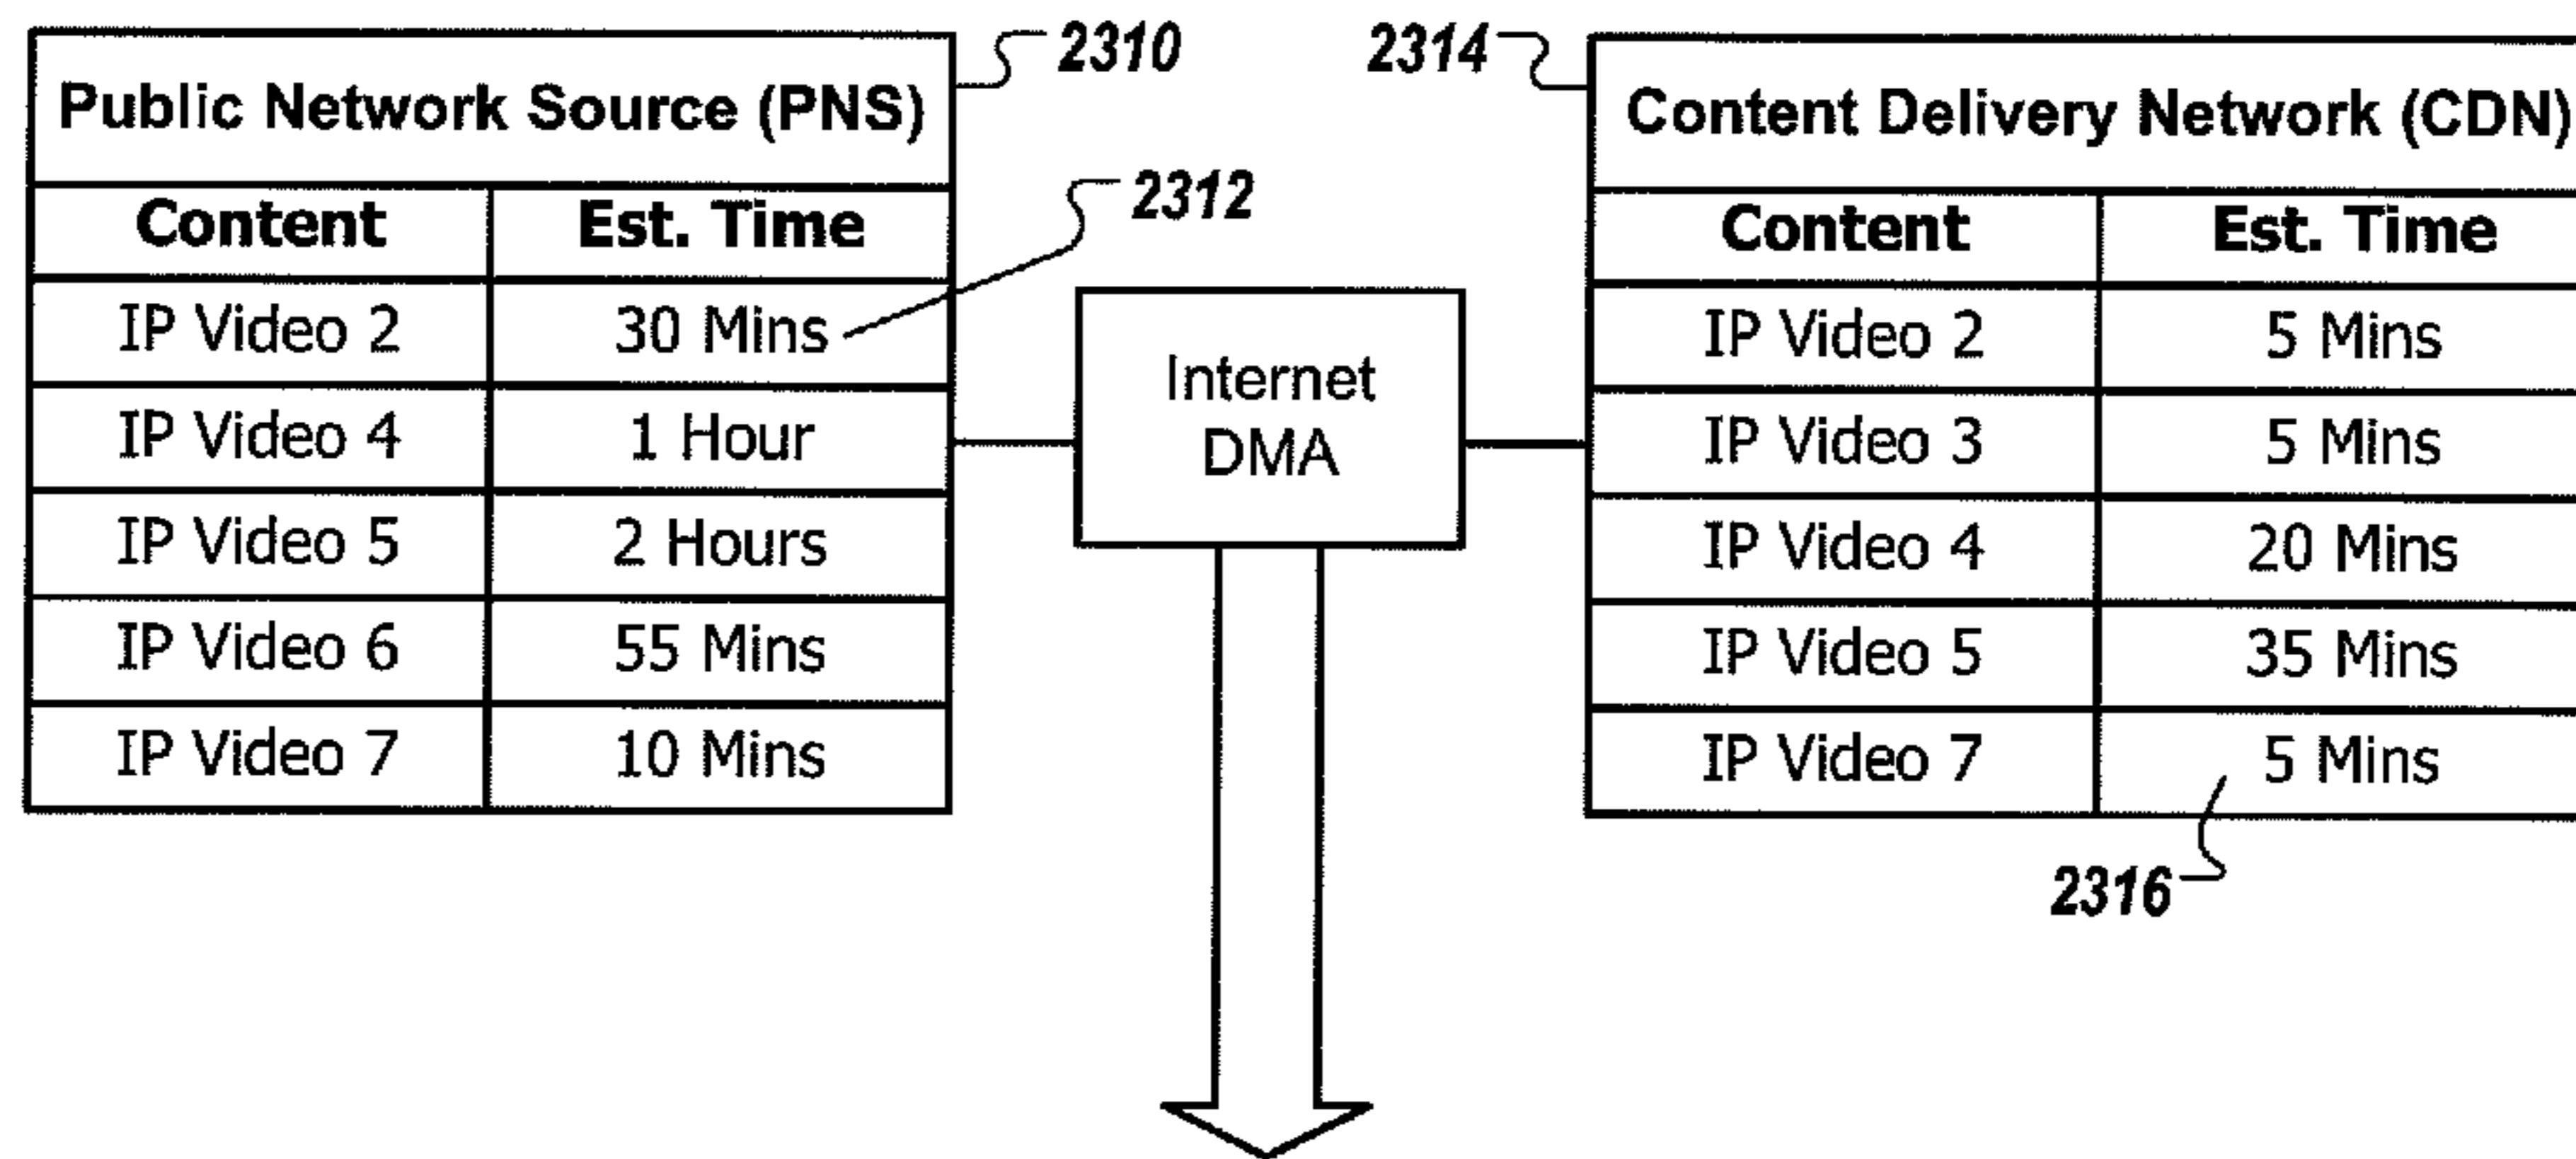 2310
2314
Public Network Source (PNS)
Content Delivery Network (CDN)
2312
Content Est. Time
IP Video 2 30 Mins
IP Video 4 1 Hour
IP Video 5 2 Hours
IP Video 6 55 Mins
IP Video 7 10 Mins
Internet
DMA
Content Est. Time
IP Video 2 5 Mins
IP Video 3 5 Mins
IP Video 4 20 Mins
IP Video 5 35 Mins
IP Video 7 5 Mins
2316